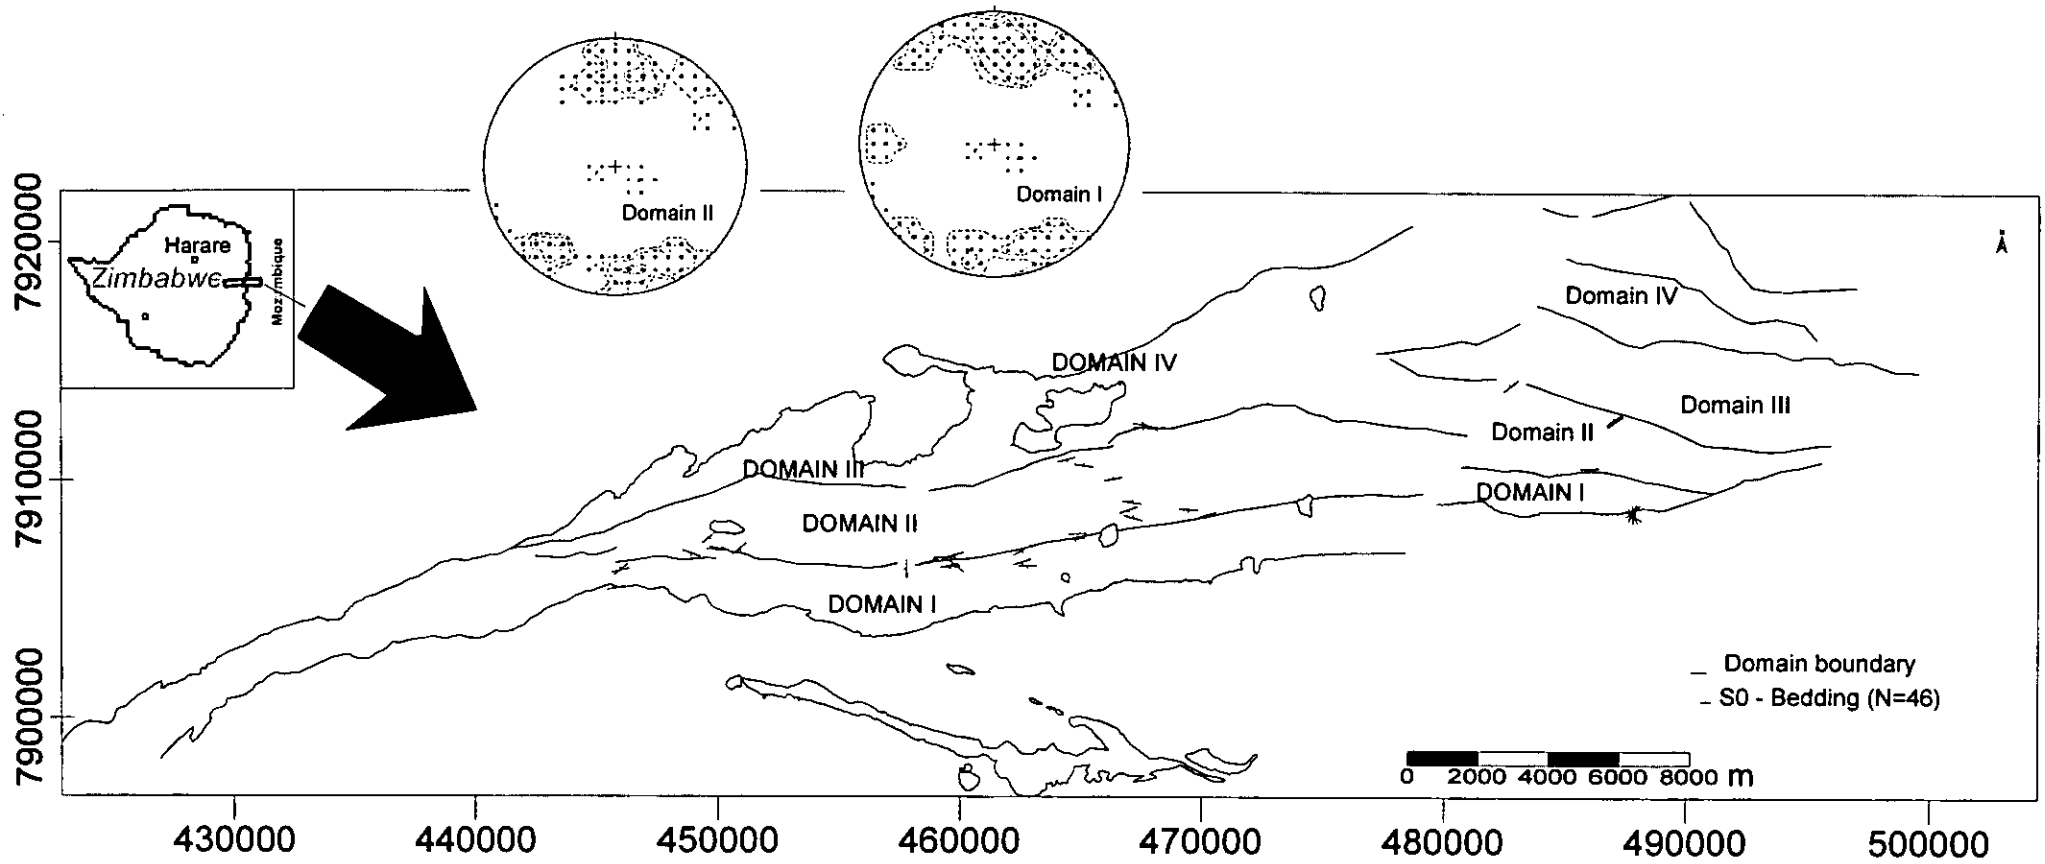 Domain II
Domain I
7920000
7910000
7900000
Harare
Zimbabwe
Mozambique
Domain IV
DOMAIN IV
Domain III
Domain II
DOMAIN III
DOMAIN I
DOMAIN II
DOMAIN I
Domain boundary
S0 - Bedding (N=46)
0 2000 4000 6000 8000 m
430000 440000 450000 460000 470000 480000 490000 500000